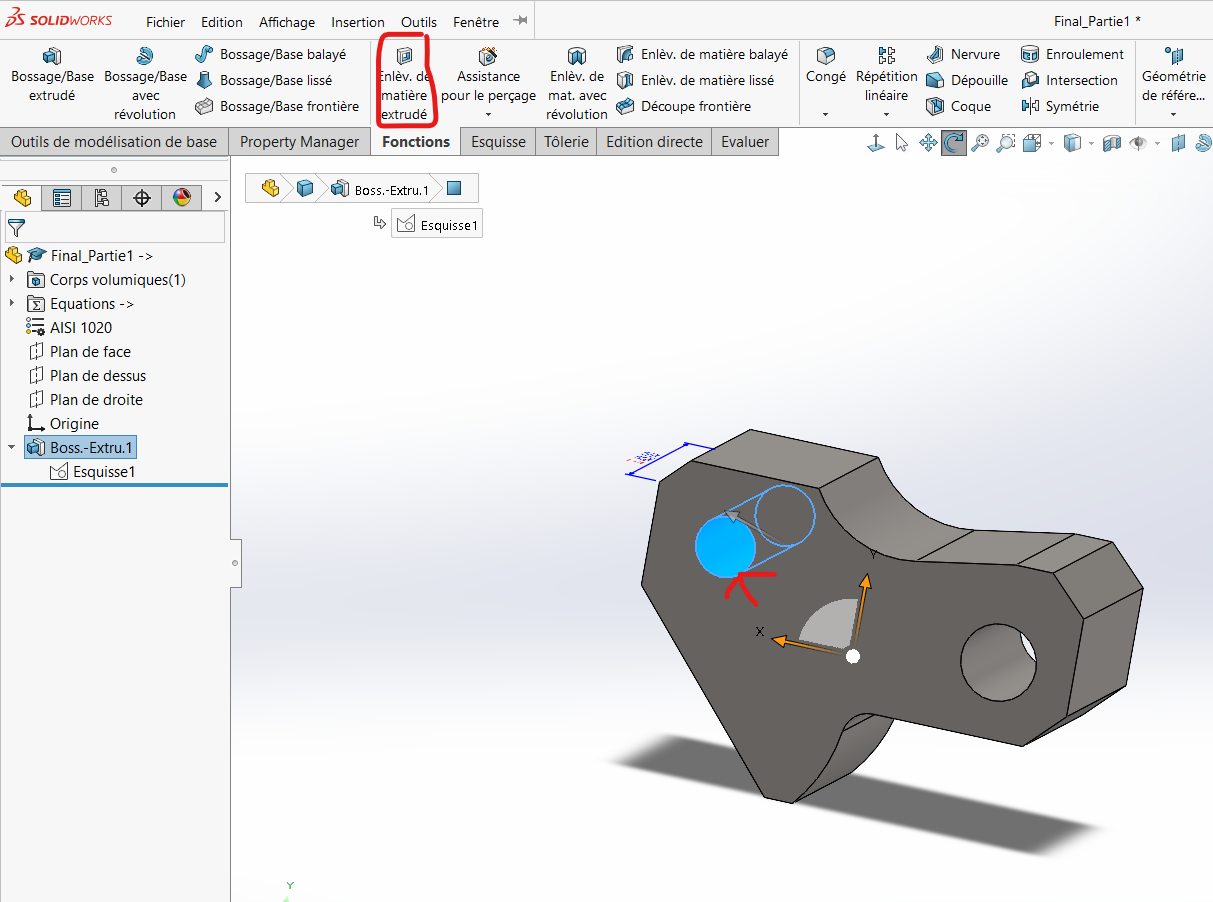 SOLIDWORKS Fichier Edition Affichage Insertion Outils Fenêtre Final_Partie1 *
Bossage/Base
extrudé
Bossage/Base
avec
révolution
Bossage/Base balayé
Bossage/Base lissé
Bossage/Base frontière
Enlèv. de
matière
extrudé
Assistance
pour le perçage
Enlèv. de
mat. avec
révolution
Enlèv. de matière balayé
Enlèv. de matière lissé
Découpe frontière
Congé
Répétition
linéaire
Nervure
Dépouille
Coque
Enroulement
Intersection
Symétrie
Géométrie
de référe...
Outils de modélisation de base Property Manager Fonctions Esquisse Tôlerie Edition directe Evaluer
Boss.-Extru.1
Esquisse1
Final_Partie1 ->
Corps volumiques(1)
Equations ->
AISI 1020
Plan de face
Plan de dessus
Plan de droite
Origine
Boss.-Extru.1
Esquisse1
Y
X
Y